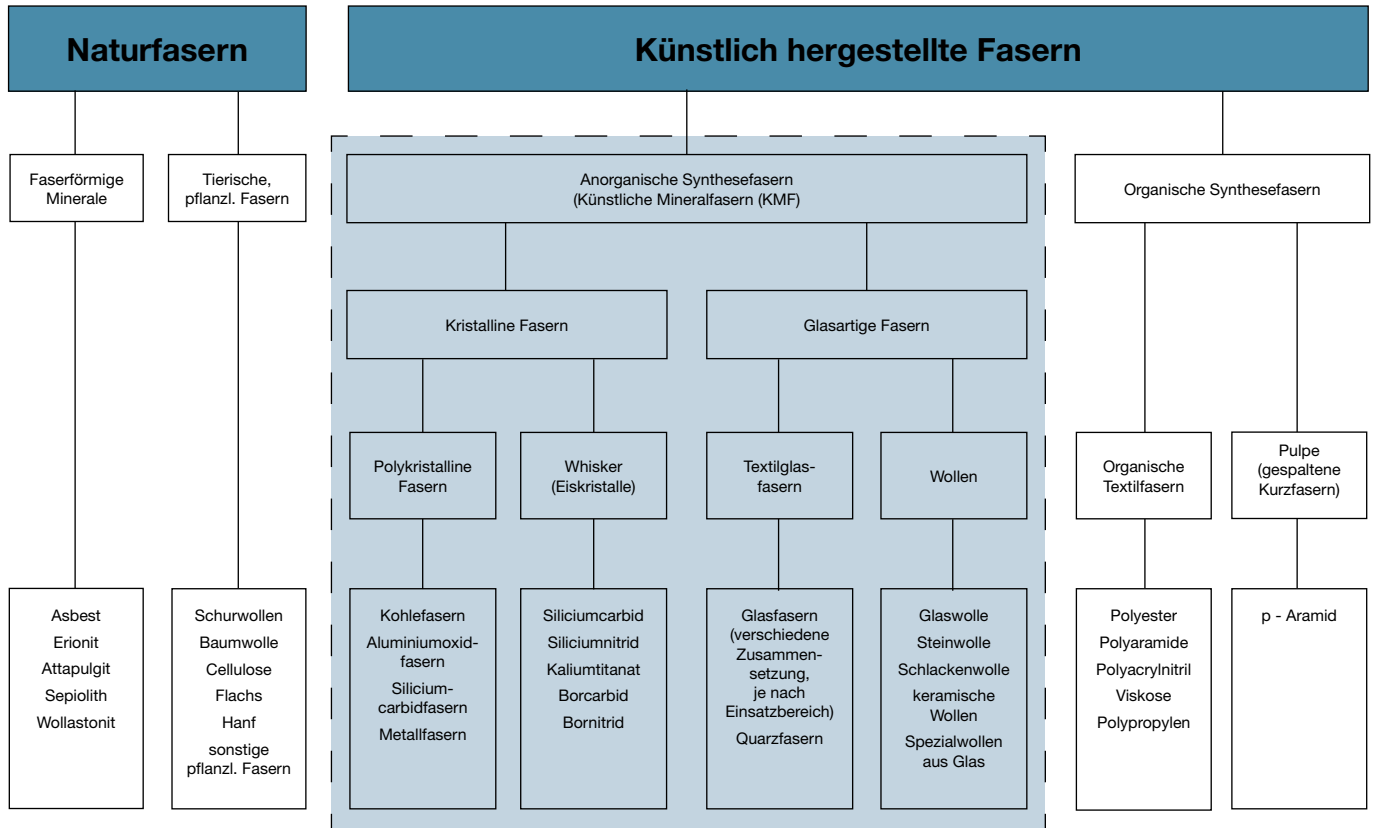 Naturfasern
Künstlich hergestellte Fasern
Faserförmige
Minerale
Tierische,
pflanzl. Fasern
Anorganische Synthesefasern
(Künstliche Mineralfasern (KMF)
Organische Synthesefasern
Kristalline Fasern
Glasartige Fasern
Polykristalline
Fasern
Whisker
(Eiskristalle)
Textilglas-
fasern
Wollen
Organische
Textilfasern
Pulpe
(gespaltene
Kurzfasern)
Asbest
Erionit
Attapulgit
Sepiolith
Wollastonit
Schurwollen
Baumwolle
Cellulose
Flachs
Hanf
sonstige
pflanzl. Fasern
Kohlefasern
Aluminiumoxid-
fasern
Silicium-
carbidfasern
Metallfasern
Siliciumcarbid
Siliciumnitrid
Kaliumtitanat
Borcarbid
Bornitrid
Glasfasern
(verschiedene
Zusammen-
setzung,
je nach
Einsatzbereich)
Quarzfasern
Glaswolle
Steinwolle
Schlackenwolle
keramische
Wollen
Spezialwollen
aus Glas
Polyester
Polyaramide
Polyacrylnitril
Viskose
Polypropylen
p - Aramid